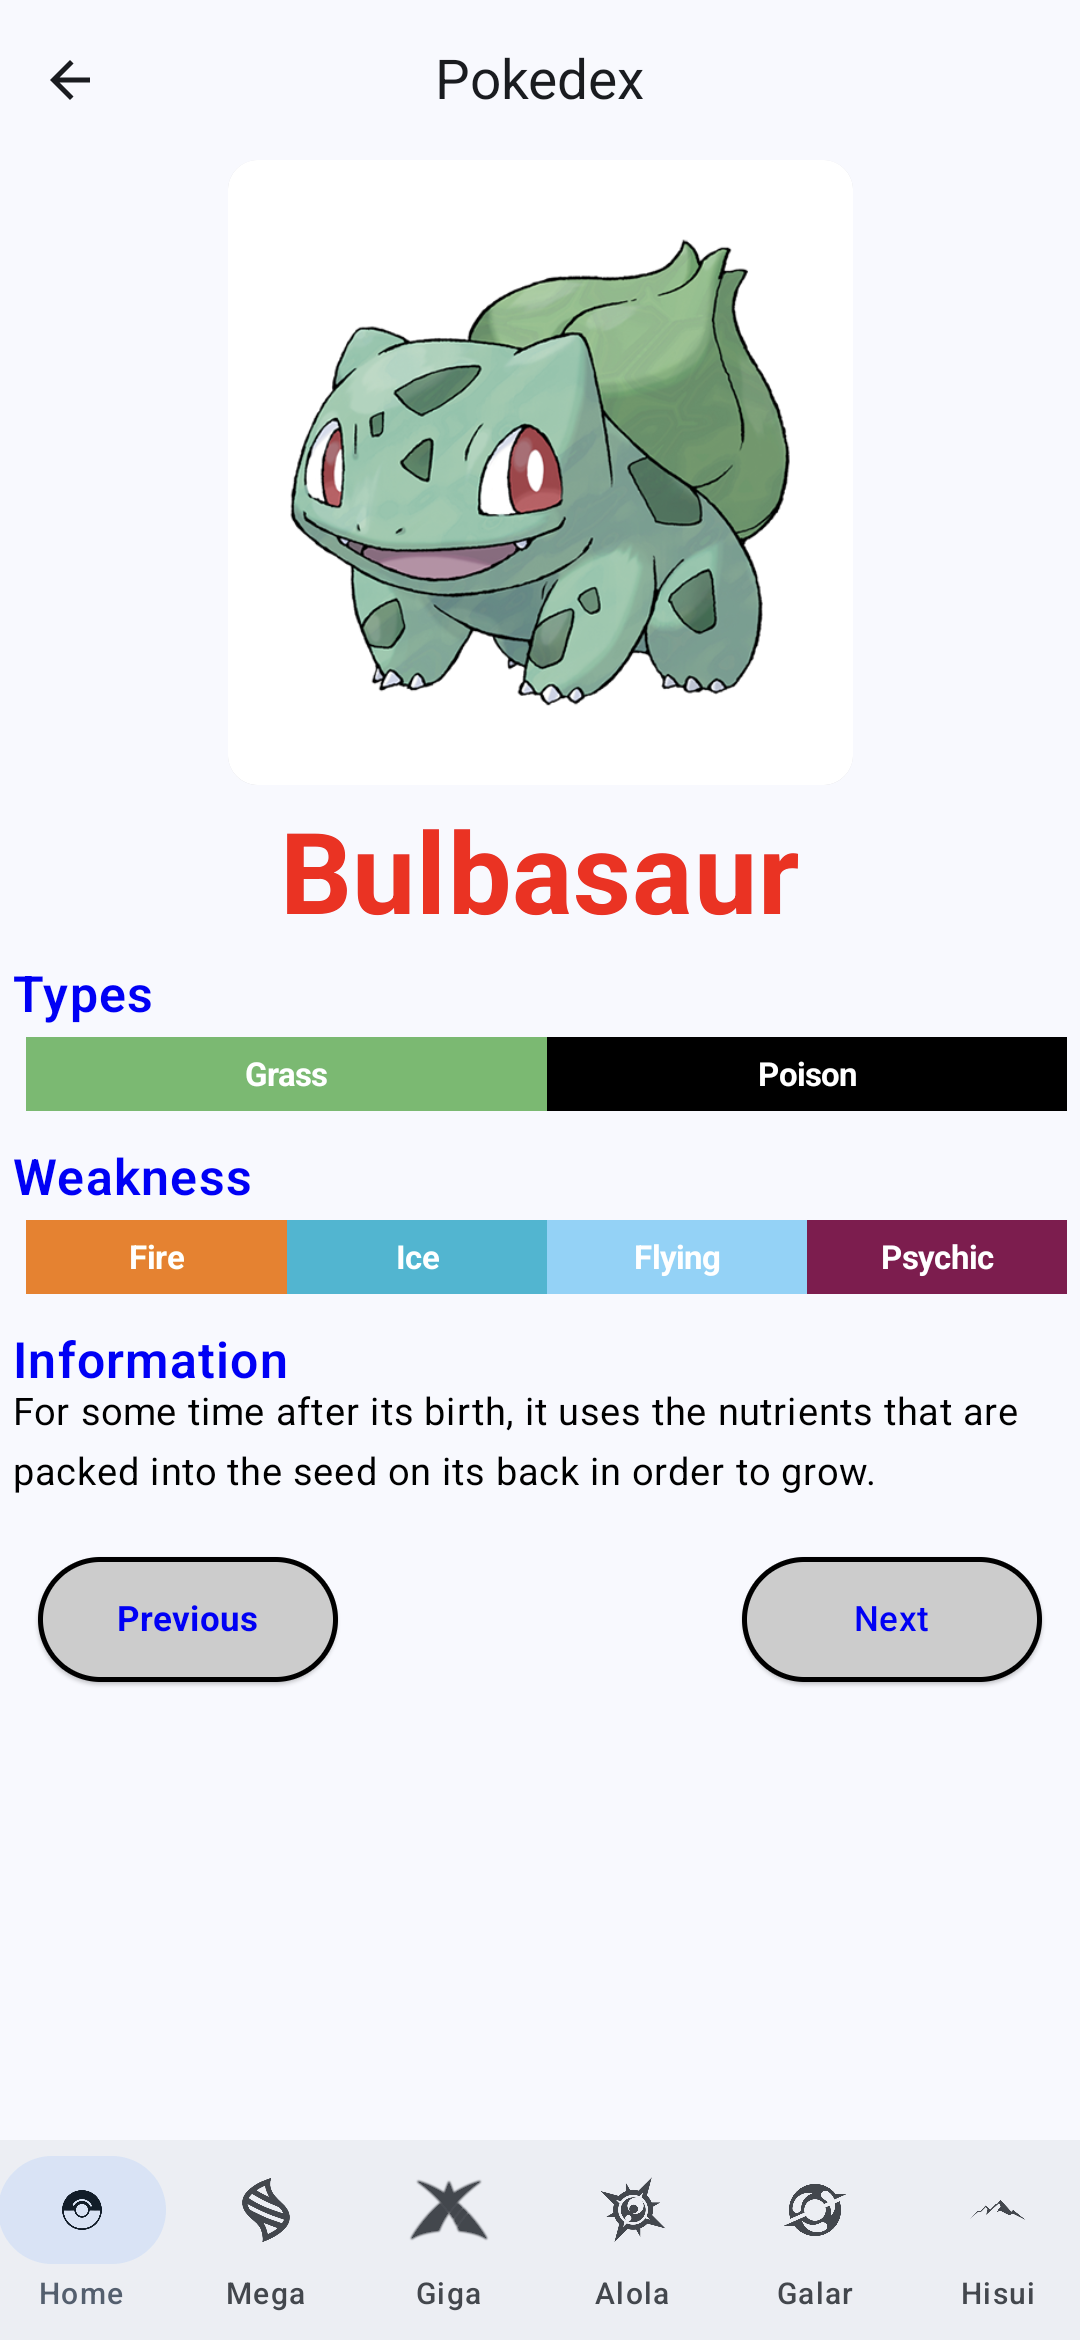 Pokedex
Bulbasaur
Types
Grass Poison
Weakness
Fire Ice Flying Psychic
Information
For some time after its birth, it uses the nutrients that are
packed into the seed on its back in order to grow.
Previous Next
Home Mega Giga Alola Galar Hisui